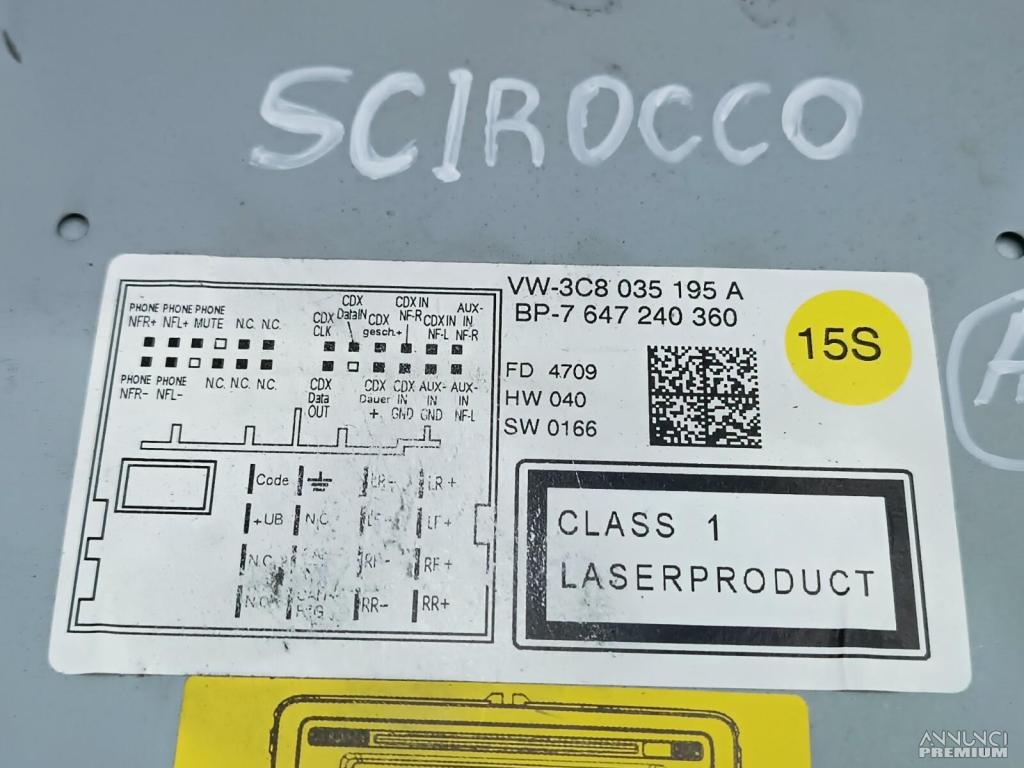 SCIROCCO
VW-3C8 035 195 A
BP-7 647 240 360
15S
FD 4709
HW 040
SW 0166
CDX CDX IN
DataIN NF-R AUX-
PHONE PHONE PHONE CDX CDX CDX IN IN
NFR+ NFL+ MUTE N.C. N.C. CLK gesch.+ NF-L NF-R
PHONE PHONE N.C. N.C. N.C. CDX CDX CDX AUX- AUX-
NFR- NFL- Data Dauer IN IN IN
OUT + GND GND NF-L
Code LR- LR+
+UB N.C. LF+
N.C. RF- RF+
RR- RR+
CLASS 1
LASERPRODUCT
ANNUNCI
PREMIUM